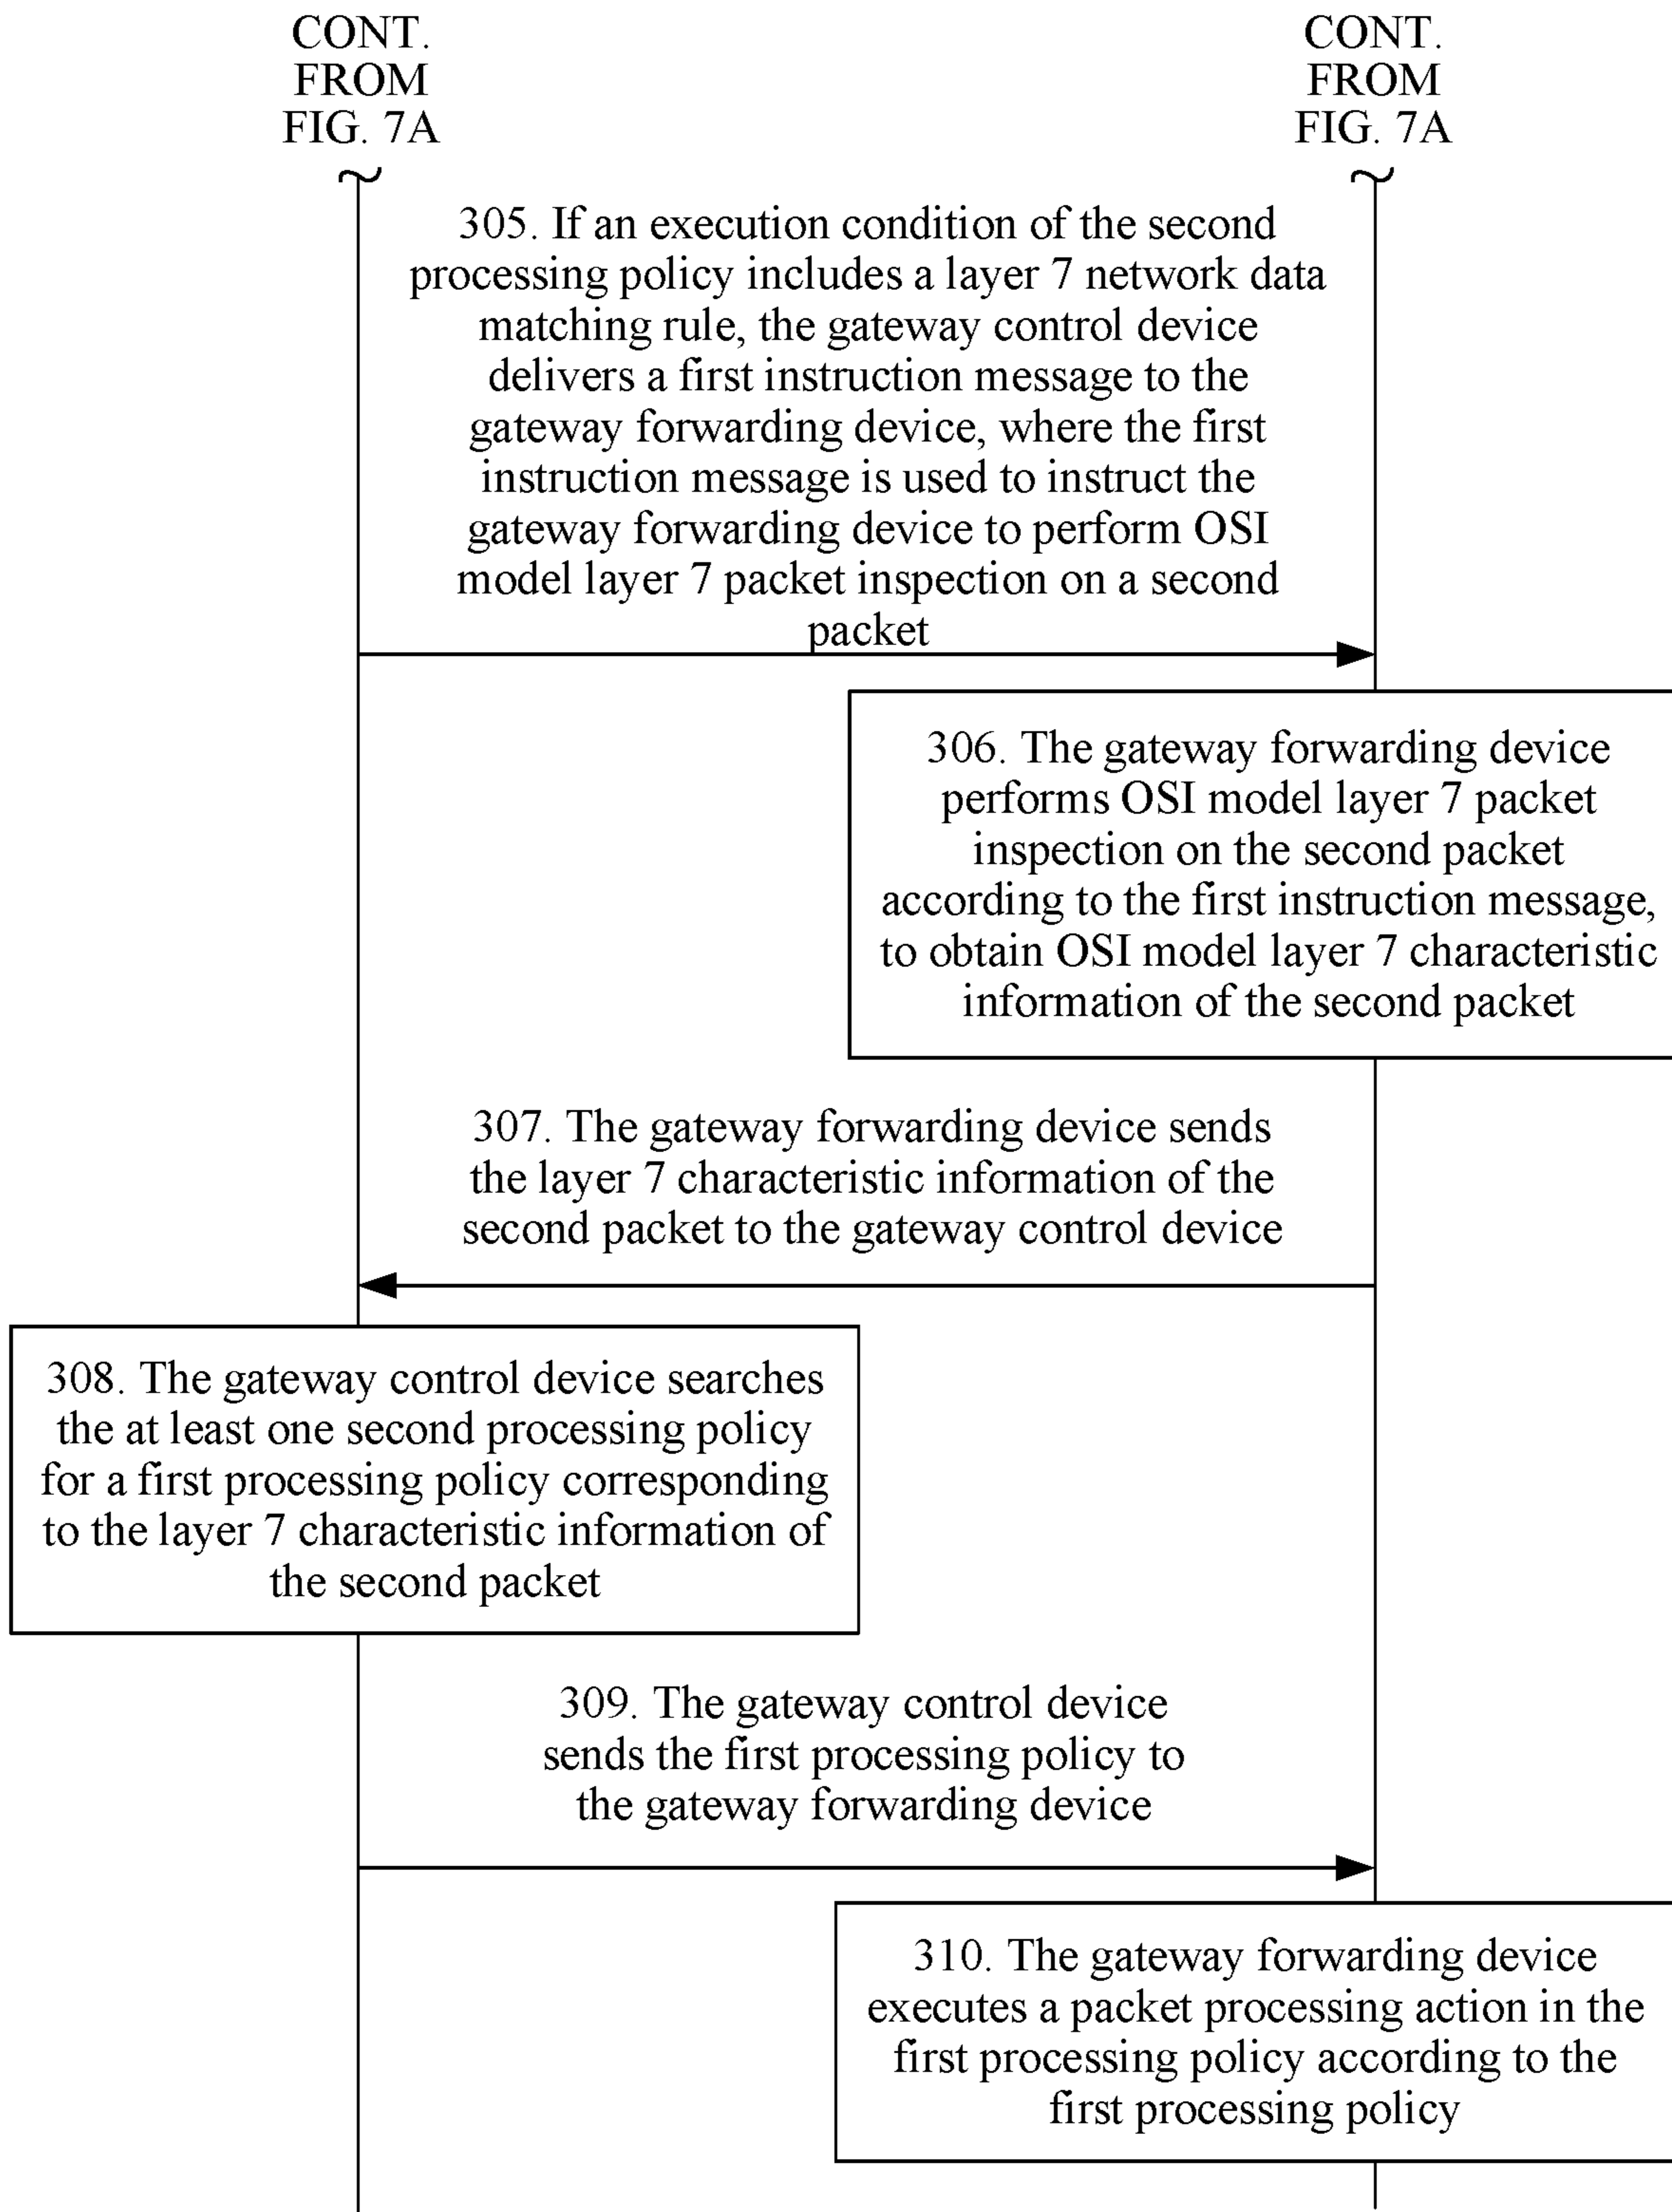 CONT.
FROM
FIG. 7A
CONT.
FROM
FIG. 7A
305. If an execution condition of the second
processing policy includes a layer 7 network data
matching rule, the gateway control device
delivers a first instruction message to the
gateway forwarding device, where the first
instruction message is used to instruct the
gateway forwarding device to perform OSI
model layer 7 packet inspection on a second
packet
306. The gateway forwarding device
performs OSI model layer 7 packet
inspection on the second packet
according to the first instruction message,
to obtain OSI model layer 7 characteristic
information of the second packet
307. The gateway forwarding device sends
the layer 7 characteristic information of the
second packet to the gateway control device
308. The gateway control device searches
the at least one second processing policy
for a first processing policy corresponding
to the layer 7 characteristic information of
the second packet
309. The gateway control device
sends the first processing policy to
the gateway forwarding device
310. The gateway forwarding device
executes a packet processing action in the
first processing policy according to the
first processing policy